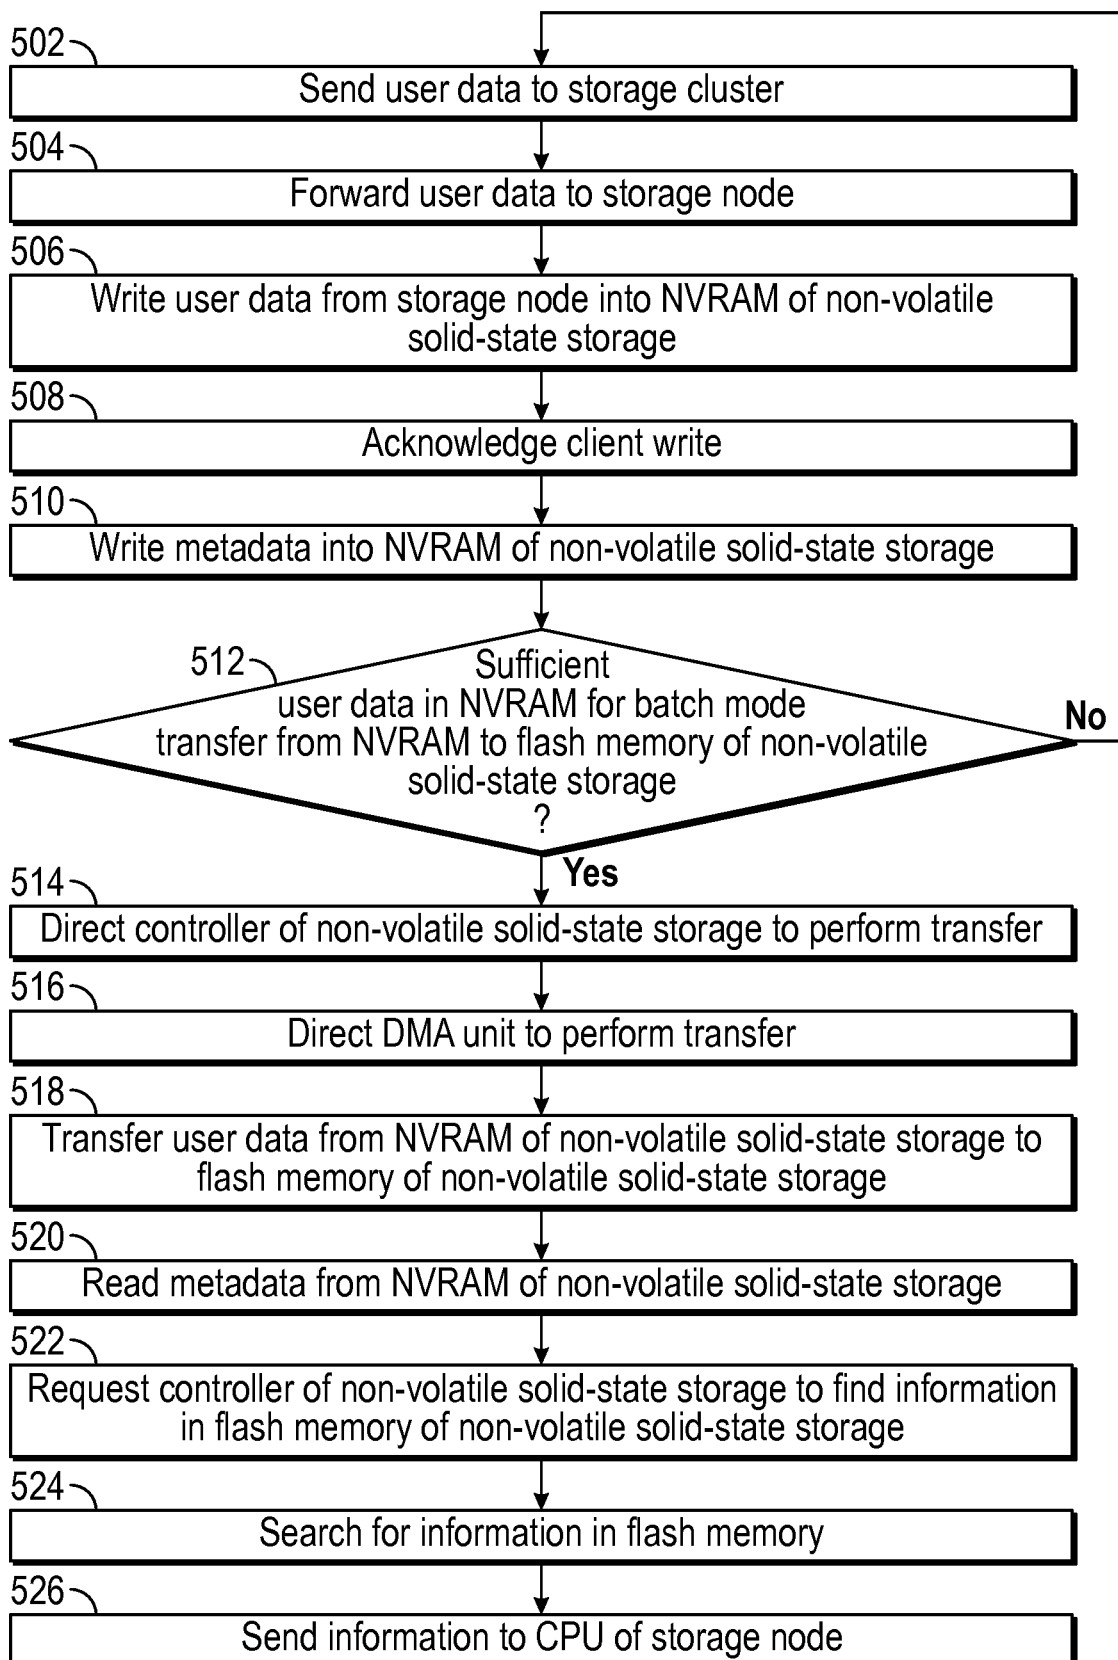 502
Send user data to storage cluster
504
Forward user data to storage node
506
Write user data from storage node into NVRAM of non-volatile
solid-state storage
508
Acknowledge client write
510
Write metadata into NVRAM of non-volatile solid-state storage
512
Sufficient
user data in NVRAM for batch mode
transfer from NVRAM to flash memory of non-volatile
solid-state storage
?
No
Yes
514
Direct controller of non-volatile solid-state storage to perform transfer
516
Direct DMA unit to perform transfer
518
Transfer user data from NVRAM of non-volatile solid-state storage to
flash memory of non-volatile solid-state storage
520
Read metadata from NVRAM of non-volatile solid-state storage
522
Request controller of non-volatile solid-state storage to find information
in flash memory of non-volatile solid-state storage
524
Search for information in flash memory
526
Send information to CPU of storage node